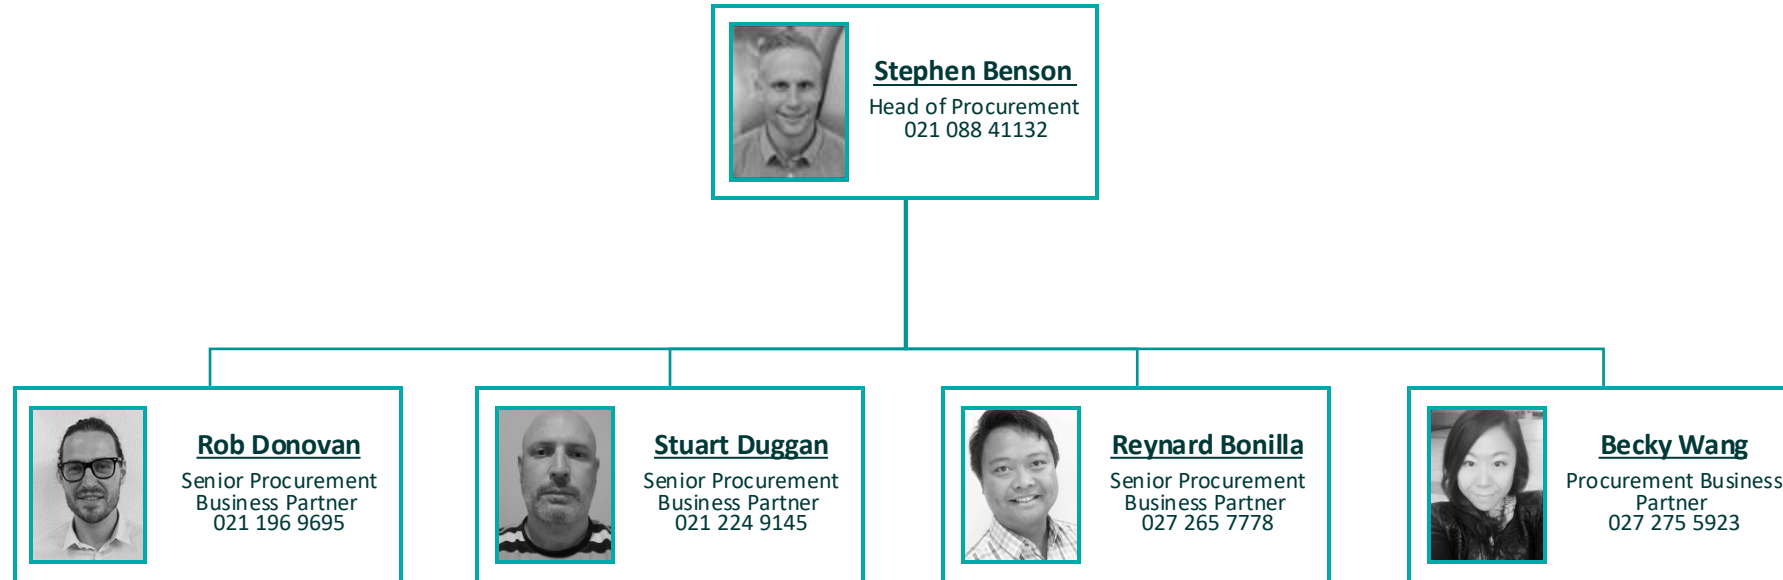 Stephen Benson
Head of Procurement
021 088 41132
Rob Donovan
Senior Procurement
Business Partner
021 196 9695
Stuart Duggan
Senior Procurement
Business Partner
021 224 9145
Reynard Bonilla
Senior Procurement
Business Partner
027 265 7778
Becky Wang
Procurement Business
Partner
027 275 5923